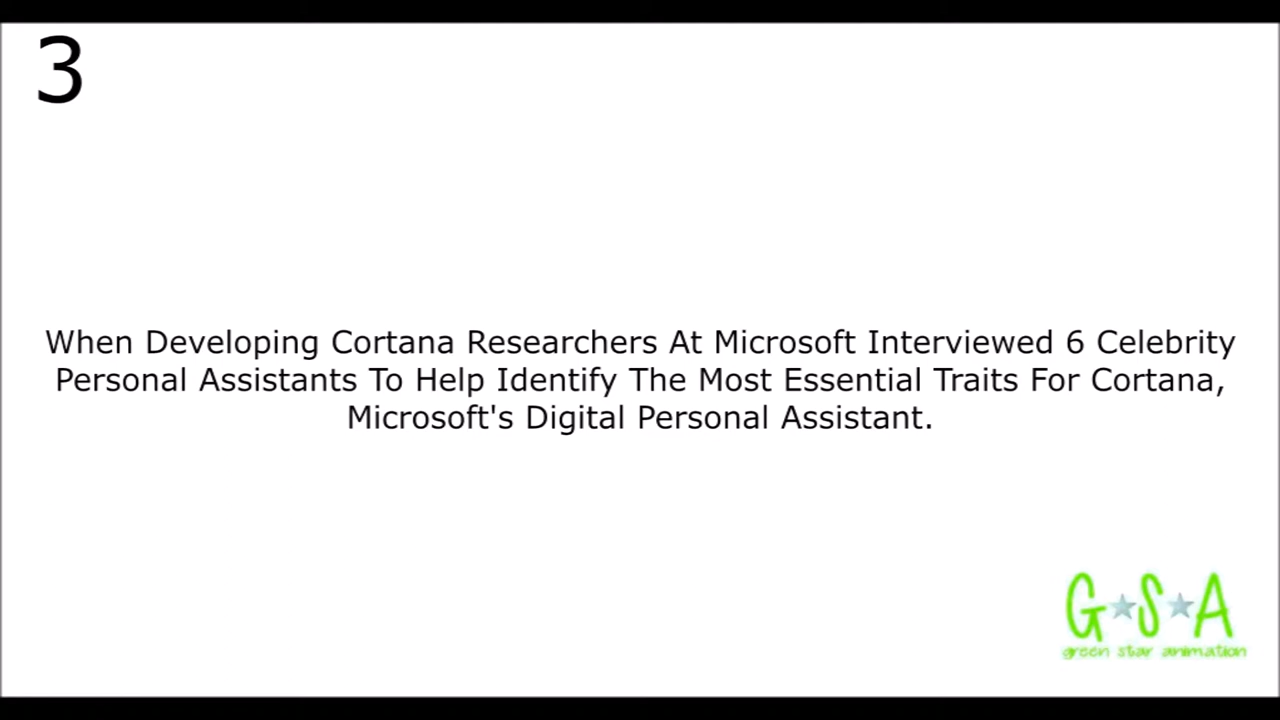 3
When Developing Cortana Researchers At Microsoft Interviewed 6 Celebrity
Personal Assistants To Help Identify The Most Essential Traits For Cortana,
Microsoft's Digital Personal Assistant.
G S A
green star animation